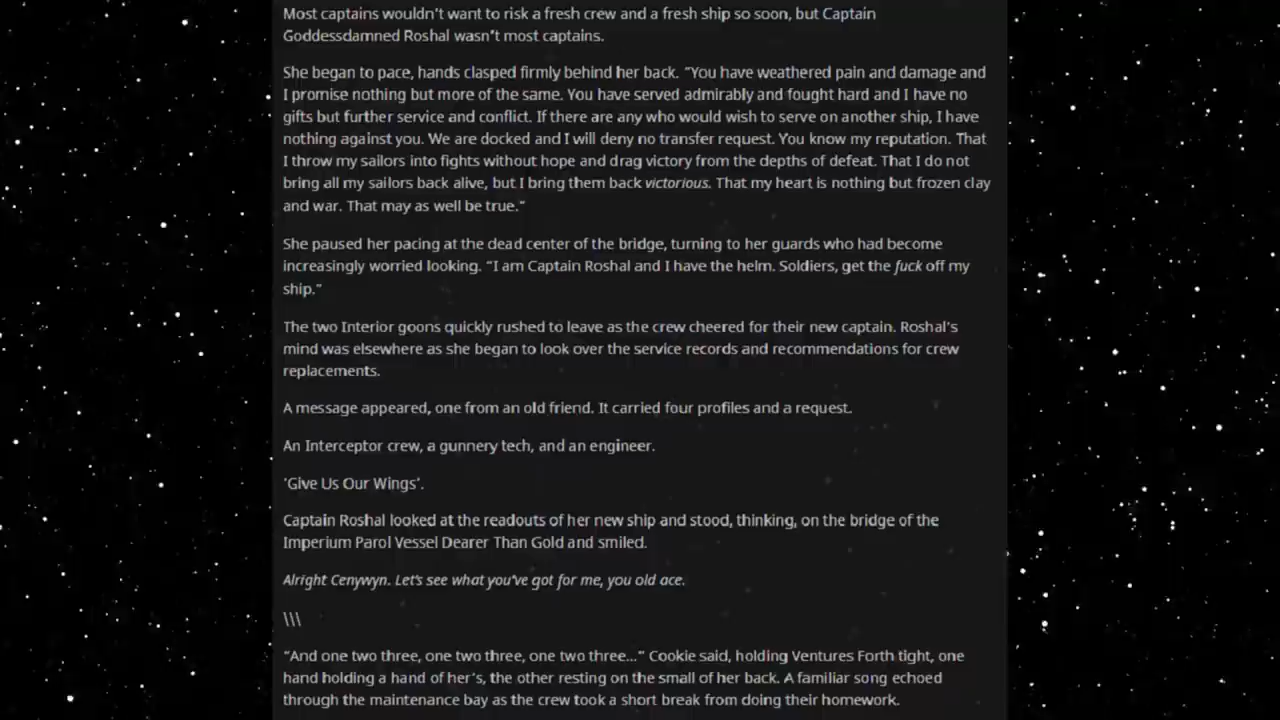 Most captains wouldn't want to risk a fresh crew and a fresh ship so soon, but Captain
Goddessdamned Roshal wasn't most captains.
She began to pace, hands clasped firmly behind her back. "You have weathered pain and damage and
I promise nothing but more of the same. You have served admirably and fought hard and I have no
gifts but further service and conflict. If there are any who would wish to serve on another ship, I have
nothing against you. We are docked and I will deny no transfer request. You know my reputation. That
I throw my sailors into fights without hope and drag victory from the depths of defeat. That I do not
bring all my sailors back alive, but I bring them back victorious. That my heart is nothing but frozen clay
and war. That may as well be true."
She paused her pacing at the dead center of the bridge, turning to her guards who had become
increasingly worried looking. "I am Captain Roshal and I have the helm. Soldiers, get the fuck off my
ship."
The two Interior goons quickly rushed to leave as the crew cheered for their new captain. Roshal's
mind was elsewhere as she began to look over the service records and recommendations for crew
replacements.
A message appeared, one from an old friend. It carried four profiles and a request.
An Interceptor crew, a gunnery tech, and an engineer.
'Give Us Our Wings'.
Captain Roshal looked at the readouts of her new ship and stood, thinking, on the bridge of the
Imperium Parol Vessel Dearer Than Gold and smiled.
Alright Cenywyn. Let's see what you've got for me, you old ace.
\\\
"And one two three, one two three, one two three…" Cookie said, holding Ventures Forth tight, one
hand holding a hand of her's, the other resting on the small of her back. A familiar song echoed
through the maintenance bay as the crew took a short break from doing their homework.